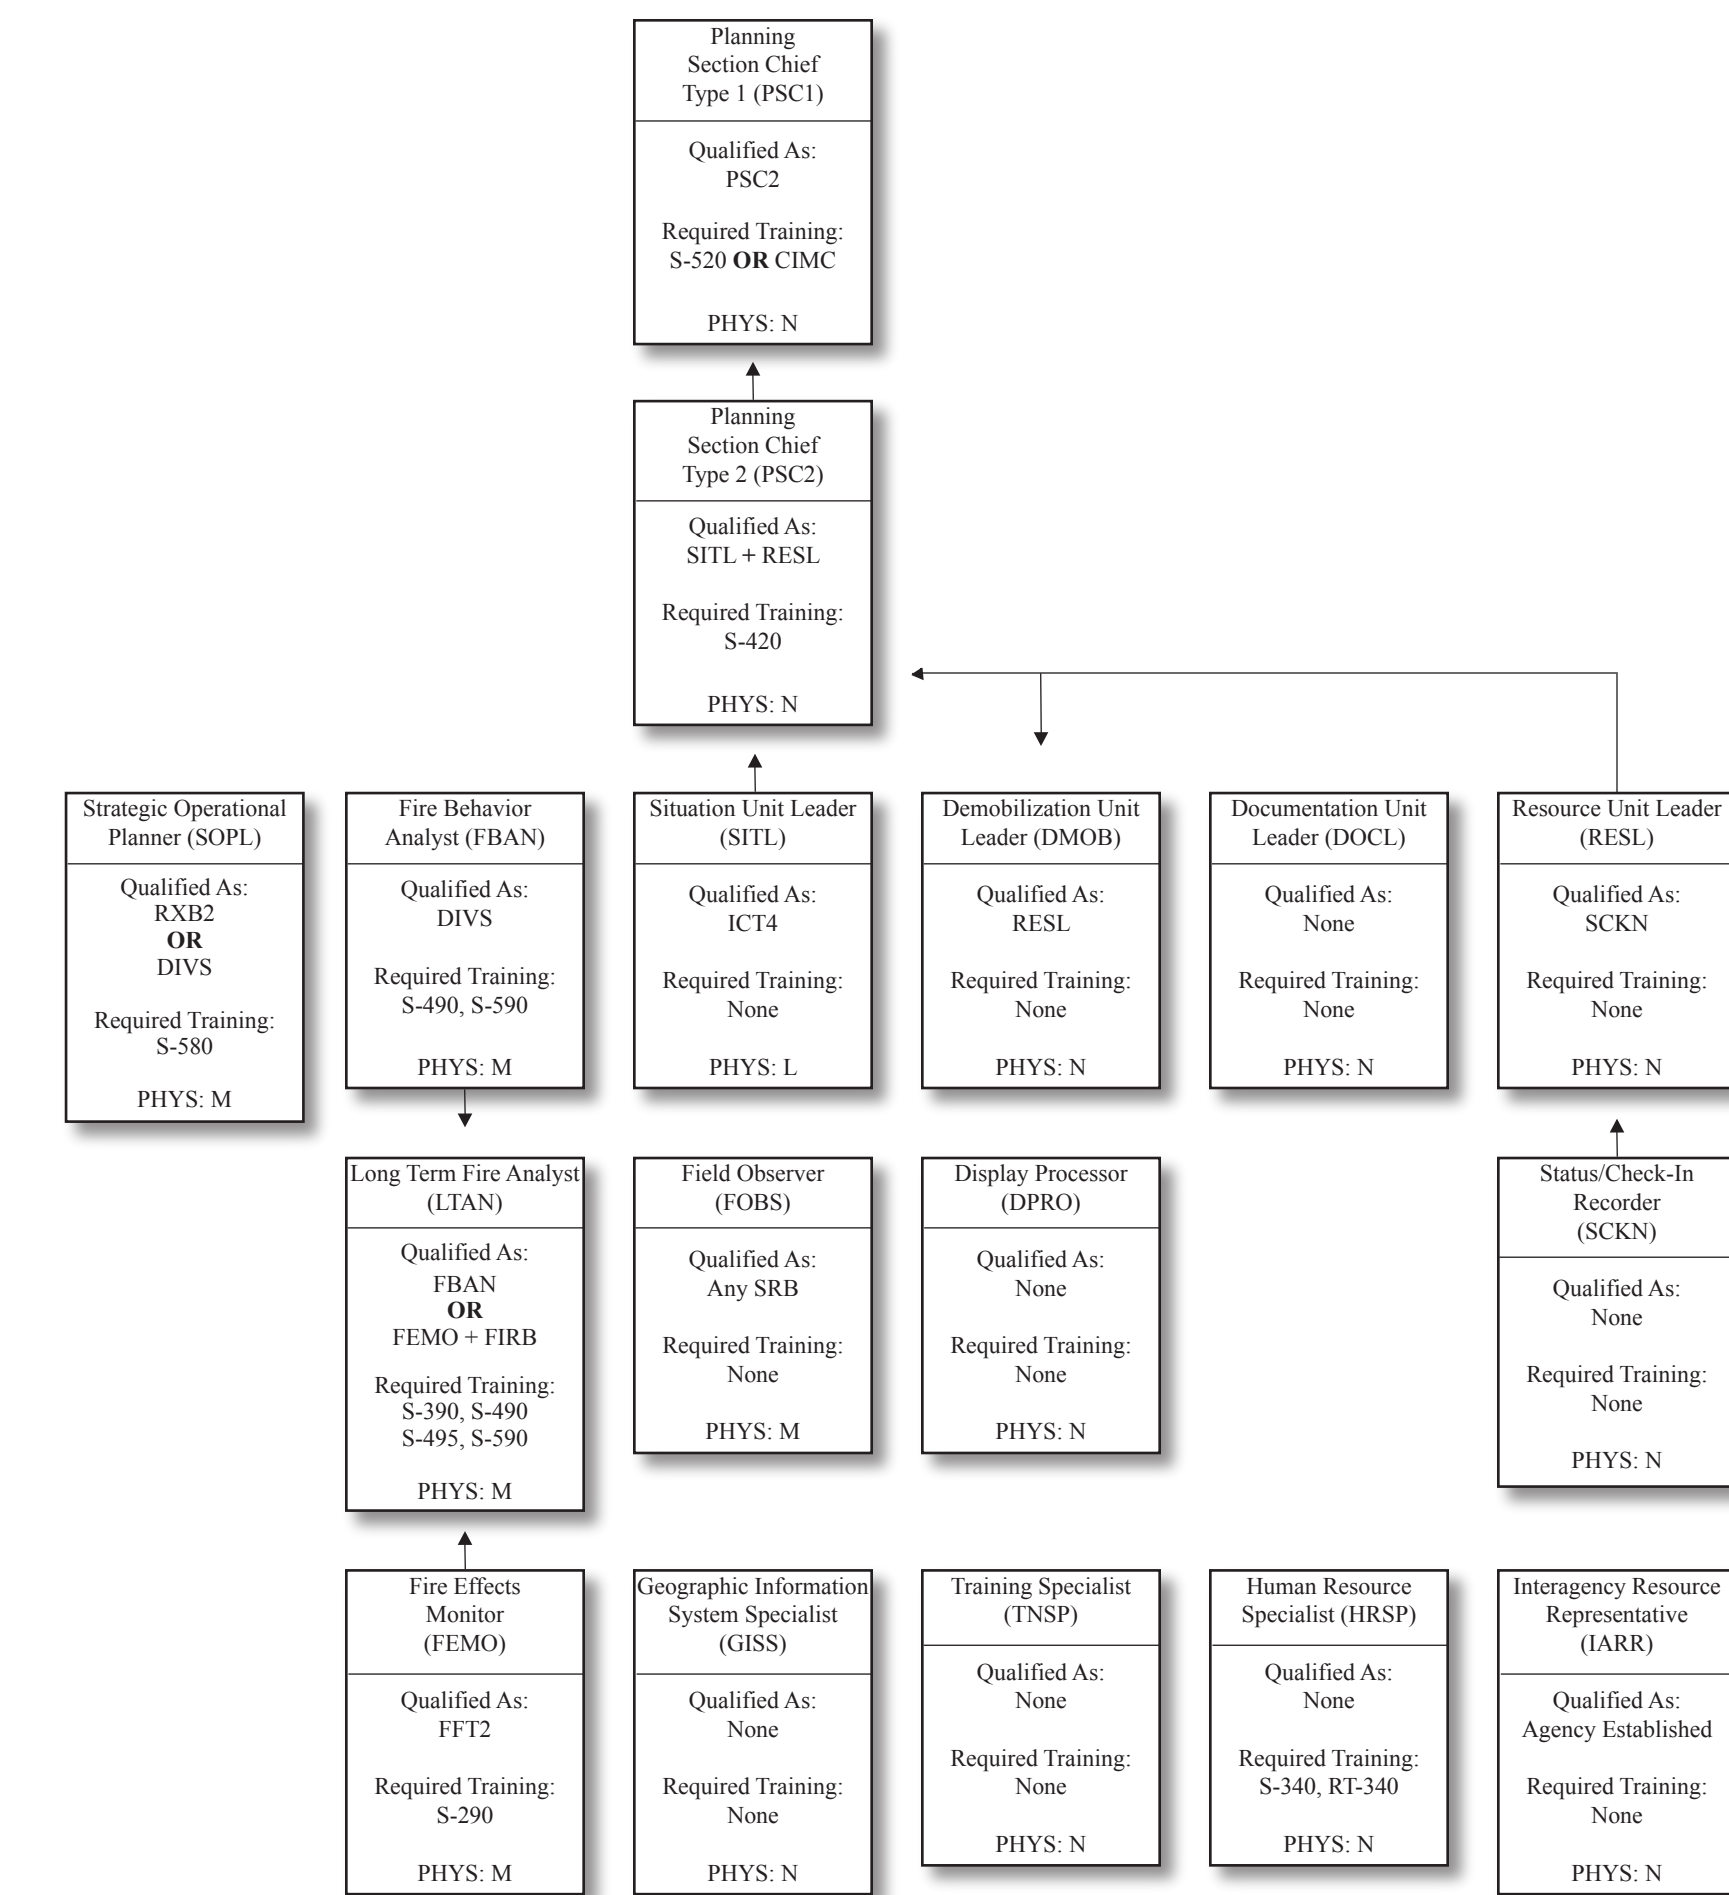 Planning
Section Chief
Type 1 (PSC1)
Qualified As:
PSC2
Required Training:
S-520 OR CIMC
PHYS: N
Planning
Section Chief
Type 2 (PSC2)
Qualified As:
SITL + RESL
Required Training:
S-420
PHYS: N
Strategic Operational
Planner (SOPL)
Qualified As:
RXB2
OR
DIVS
Required Training:
S-580
PHYS: M
Fire Behavior
Analyst (FBAN)
Qualified As:
DIVS
Required Training:
S-490, S-590
PHYS: M
Situation Unit Leader
(SITL)
Qualified As:
ICT4
Required Training:
None
PHYS: L
Demobilization Unit
Leader (DMOB)
Qualified As:
RESL
Required Training:
None
PHYS: N
Documentation Unit
Leader (DOCL)
Qualified As:
None
Required Training:
None
PHYS: N
Resource Unit Leader
(RESL)
Qualified As:
SCKN
Required Training:
None
PHYS: N
Long Term Fire Analyst
(LTAN)
Qualified As:
FBAN
OR
FEMO + FIRB
Required Training:
S-390, S-490
S-495, S-590
PHYS: M
Field Observer
(FOBS)
Qualified As:
Any SRB
Required Training:
None
PHYS: M
Display Processor
(DPRO)
Qualified As:
None
Required Training:
None
PHYS: N
Status/Check-In
Recorder
(SCKN)
Qualified As:
None
Required Training:
None
PHYS: N
Fire Effects
Monitor
(FEMO)
Qualified As:
FFT2
Required Training:
S-290
PHYS: M
Geographic Information
System Specialist
(GISS)
Qualified As:
None
Required Training:
None
PHYS: N
Training Specialist
(TNSP)
Qualified As:
None
Required Training:
None
PHYS: N
Human Resource
Specialist (HRSP)
Qualified As:
None
Required Training:
S-340, RT-340
PHYS: N
Interagency Resource
Representative
(IARR)
Qualified As:
Agency Established
Required Training:
None
PHYS: N